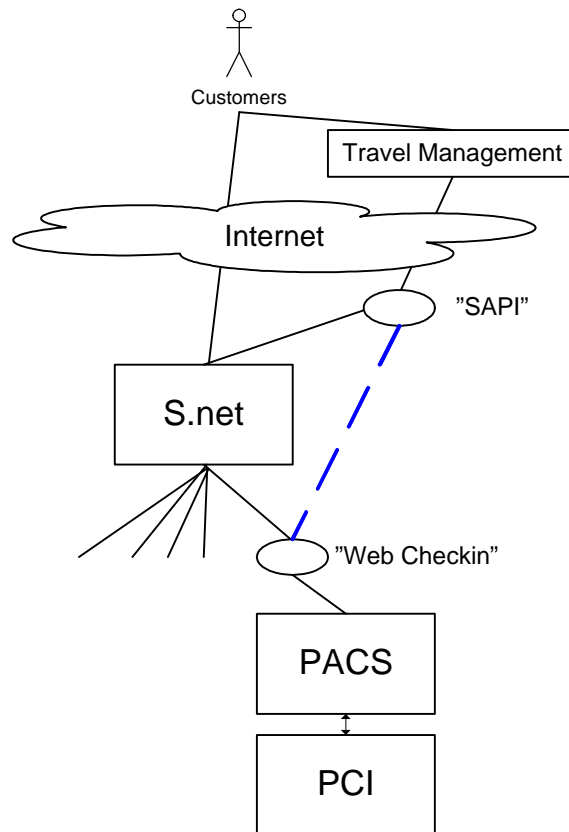 Customers
Travel Management
Internet
”SAPI”
S.net
”Web Checkin”
PACS
PCI